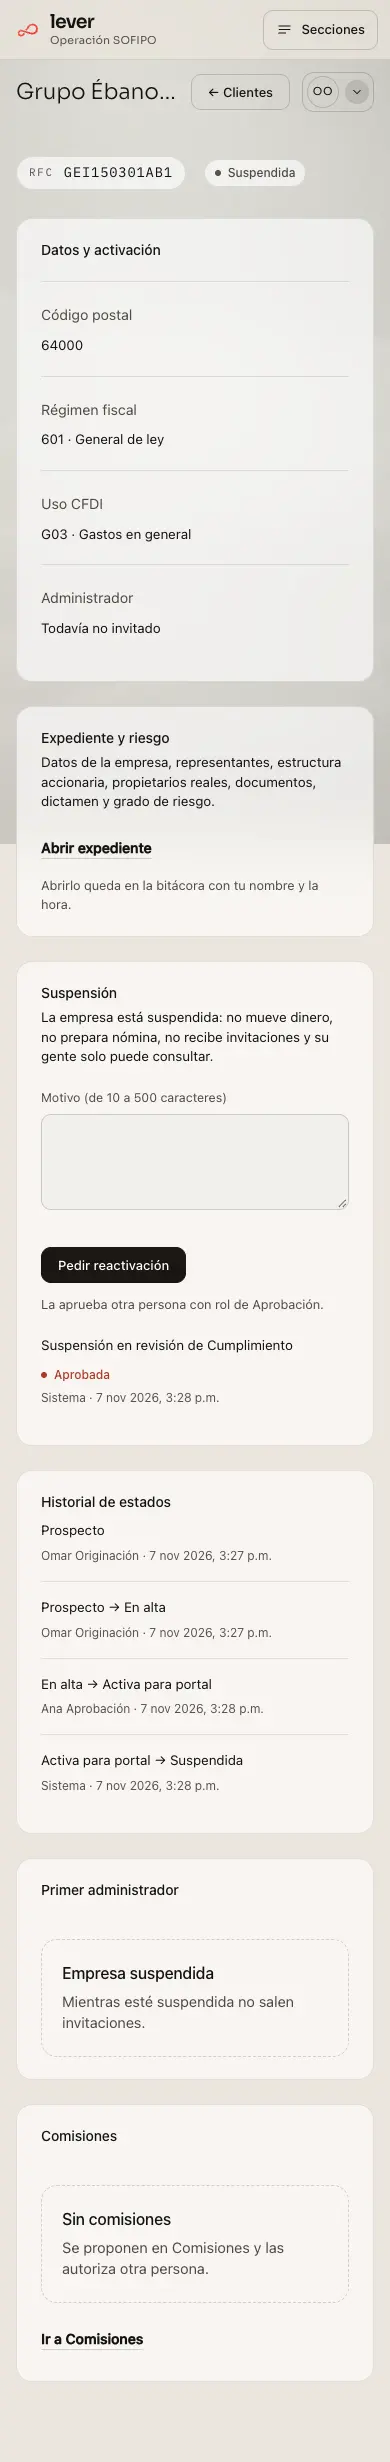 lever
Operación SOFIPO
Secciones
Grupo Ébano...
← Clientes
OO
RFC GEI150301AB1
Suspendida
Datos y activación
Código postal
64000
Régimen fiscal
601 · General de ley
Uso CFDI
G03 · Gastos en general
Administrador
Todavía no invitado
Expediente y riesgo
Datos de la empresa, representantes, estructura
accionaria, propietarios reales, documentos,
dictamen y grado de riesgo.
Abrir expediente
Abrirlo queda en la bitácora con tu nombre y la
hora.
Suspensión
La empresa está suspendida: no mueve dinero,
no prepara nómina, no recibe invitaciones y su
gente solo puede consultar.
Motivo (de 10 a 500 caracteres)
Pedir reactivación
La aprueba otra persona con rol de Aprobación.
Suspensión en revisión de Cumplimiento
Aprobada
Sistema · 7 nov 2026, 3:28 p.m.
Historial de estados
Prospecto
Omar Originación · 7 nov 2026, 3:27 p.m.
Prospecto → En alta
Omar Originación · 7 nov 2026, 3:27 p.m.
En alta → Activa para portal
Ana Aprobación · 7 nov 2026, 3:28 p.m.
Activa para portal → Suspendida
Sistema · 7 nov 2026, 3:28 p.m.
Primer administrador
Empresa suspendida
Mientras esté suspendida no salen
invitaciones.
Comisiones
Sin comisiones
Se proponen en Comisiones y las
autoriza otra persona.
Ir a Comisiones